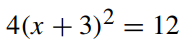 4(x + 3)² = 12